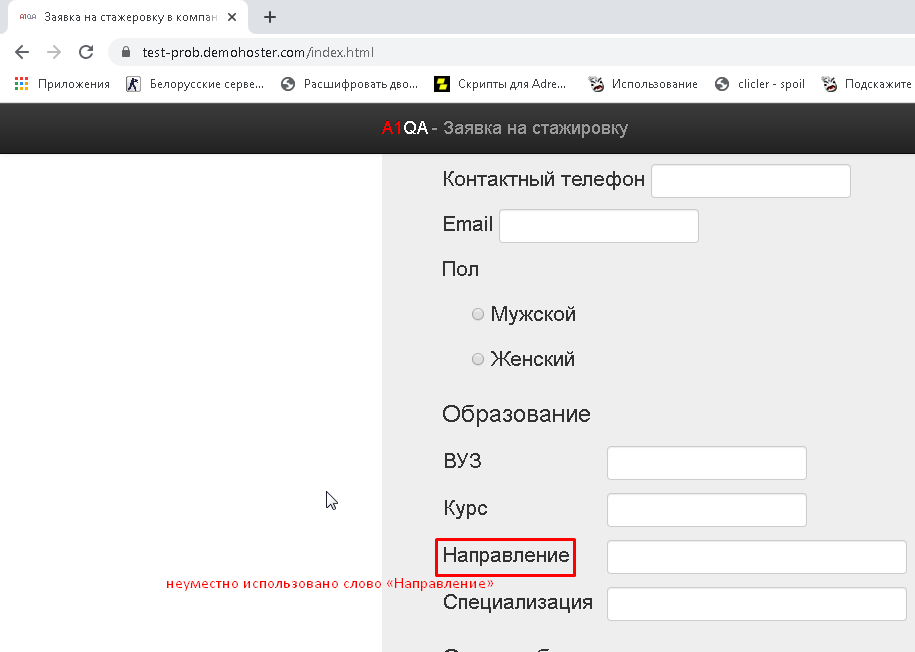 A1QA Заявка на стажировку в компан
test-prob.demohoster.com/index.html
Приложения Белорусские серве... Расшифровать дво... Скрипты для Adre... Использование clicler - spoil Подскажите
A1QA - Заявка на стажировку
Контактный телефон
Email
Пол
Мужской
Женский
Образование
ВУЗ
Курс
Направление
неуместно использовано слово «Направление»
Специализация